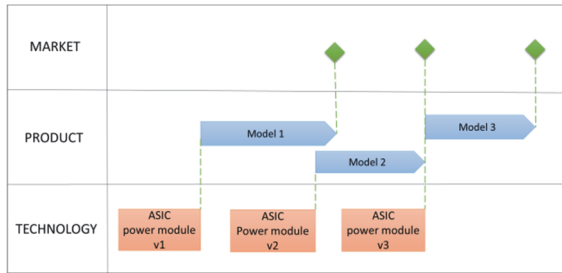 MARKET
PRODUCT
Model 1
Model 2
Model 3
TECHNOLOGY
ASIC
power module
v1
ASIC
Power module
v2
ASIC
power module
v3